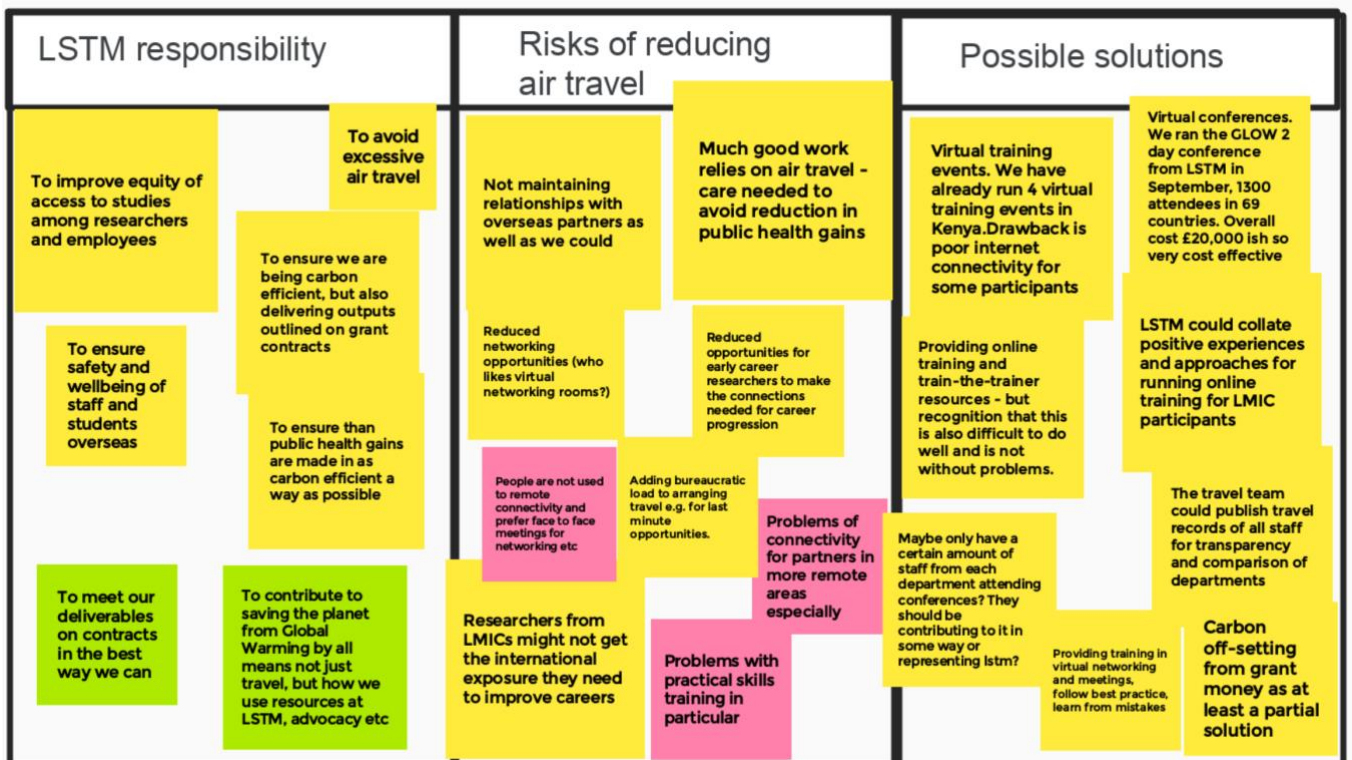 LSTM responsibility
Risks of reducing
air travel
Possible solutions
To improve equity of
access to studies
among researchers
and employees
To avoid
excessive
air travel
To ensure we are
being carbon
efficient, but also
delivering outputs
outlined on grant
contracts
To ensure
safety and
wellbeing of
staff and
students
overseas
To ensure than
public health gains
are made in as
carbon efficient a
way as possible
To meet our
deliverables
on contracts
in the best
way we can
To contribute to
saving the planet
from Global
Warming by all
means not just
travel, but how we
use resources at
LSTM, advocacy etc
Not maintaining
relationships with
overseas partners as
well as we could
Much good work
relies on air travel -
care needed to
avoid reduction in
public health gains
Reduced
networking
opportunities (who
likes virtual
networking rooms?)
Reduced
opportunities for
early career
researchers to make
the connections
needed for career
progression
People are not used
to remote
connectivity and
prefer face to face
meetings for
networking etc
Adding bureaucratic
load to arranging
travel e.g. for last
minute
opportunities.
Problems of
connectivity
for partners in
more remote
areas
especially
Researchers from
LMICs might not get
the international
exposure they need
to improve careers
Problems with
practical skills
training in
particular
Virtual training
events. We have
already run 4 virtual
training events in
Kenya.Drawback is
poor internet
connectivity for
some participants
Virtual conferences.
We ran the GLOW 2
day conference
from LSTM in
September, 1300
attendees in 69
countries. Overall
cost £20,000 ish so
very cost effective
Providing online
training and
train-the-trainer
resources - but
recognition that this
is also difficult to do
well and is not
without problems.
LSTM could collate
positive experiences
and approaches for
running online
training for LMIC
participants
The travel team
could publish travel
records of all staff
for transparency
and comparison of
departments
Maybe only have a
certain amount of
staff from each
department attending
conferences? They
should be
contributing to it in
some way or
representing lstm?
Providing training in
virtual networking
and meetings,
follow best practice,
learn from mistakes
Carbon
off-setting
from grant
money as at
least a partial
solution